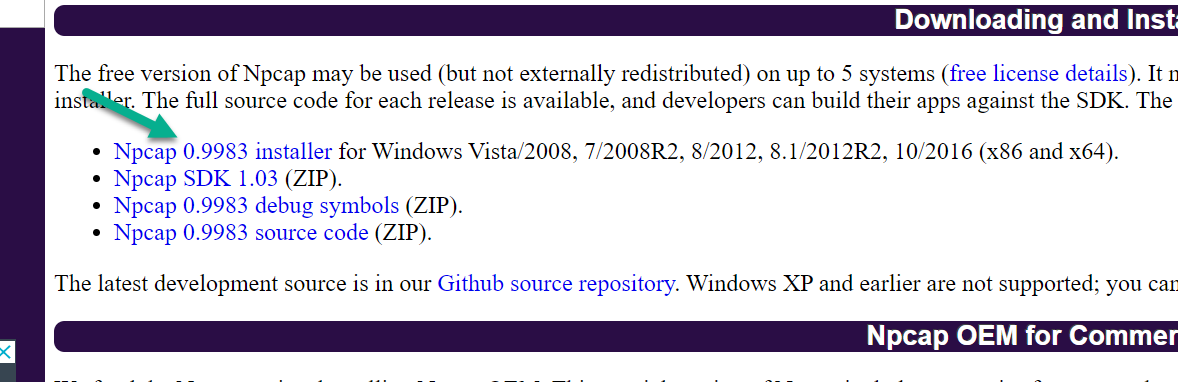 Downloading and Insta
The free version of Npcap may be used (but not externally redistributed) on up to 5 systems (free license details). It
installer. The full source code for each release is available, and developers can build their apps against the SDK. The
• Npcap 0.9983 installer for Windows Vista/2008, 7/2008R2, 8/2012, 8.1/2012R2, 10/2016 (x86 and x64).
• Npcap SDK 1.03 (ZIP).
• Npcap 0.9983 debug symbols (ZIP).
• Npcap 0.9983 source code (ZIP).
The latest development source is in our Github source repository. Windows XP and earlier are not supported; you can
Npcap OEM for Commer